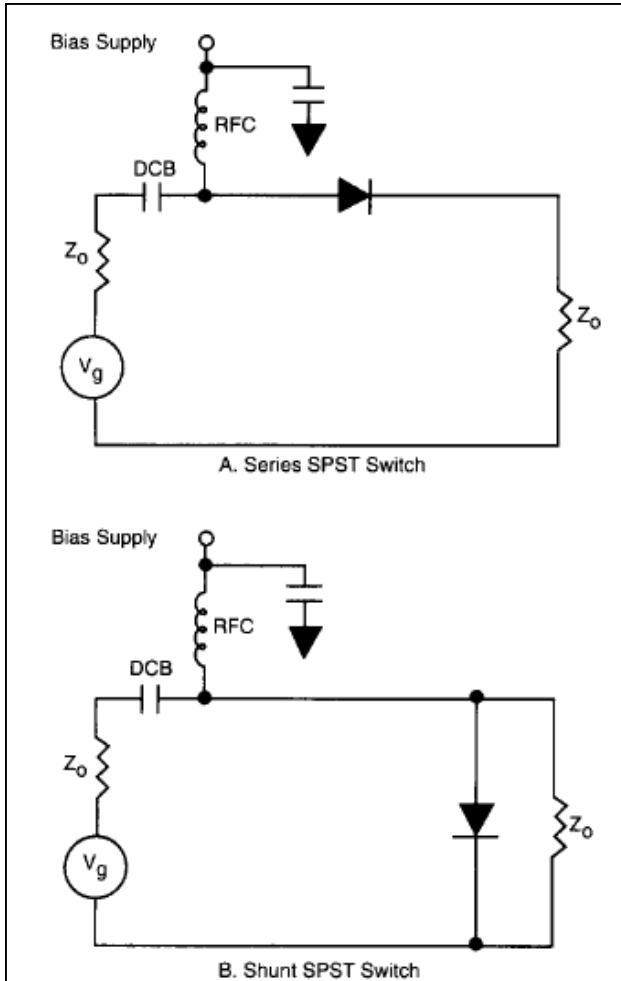 Bias Supply
RFC
DCB
Zo
Vg
Zo
A. Series SPST Switch
Bias Supply
RFC
DCB
Zo
Vg
Zo
B. Shunt SPST Switch